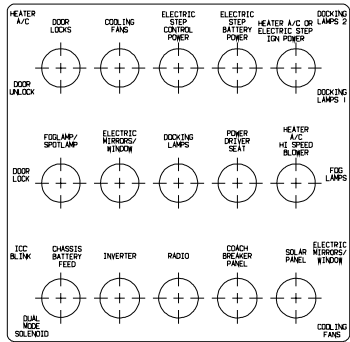 HEATER
A/C
DOOR
LOCKS
COOLING
FANS
ELECTRIC
STEP
CONTROL
POWER
ELECTRIC
STEP
BATTERY
POWER
HEATER A/C OR
ELECTRIC STEP
IGN POWER
DOCKING
LAMPS 2
DOOR
UNLOCK
DOCKING
LAMPS 1
FOGLAMP/
SPOTLAMP
ELECTRIC
MIRRORS/
WINDOW
DOCKING
LAMPS
POWER
DRIVER
SEAT
HEATER
A/C
HI SPEED
BLOWER
DOOR
LOCK
FOG
LAMPS
ICC
BLINK
CHASSIS
BATTERY
FEED
INVERTER
RADIO
COACH
BREAKER
PANEL
SOLAR
PANEL
ELECTRIC
MIRRORS/
WINDOW
DUAL
MODE
SOLENOID
COOLING
FANS